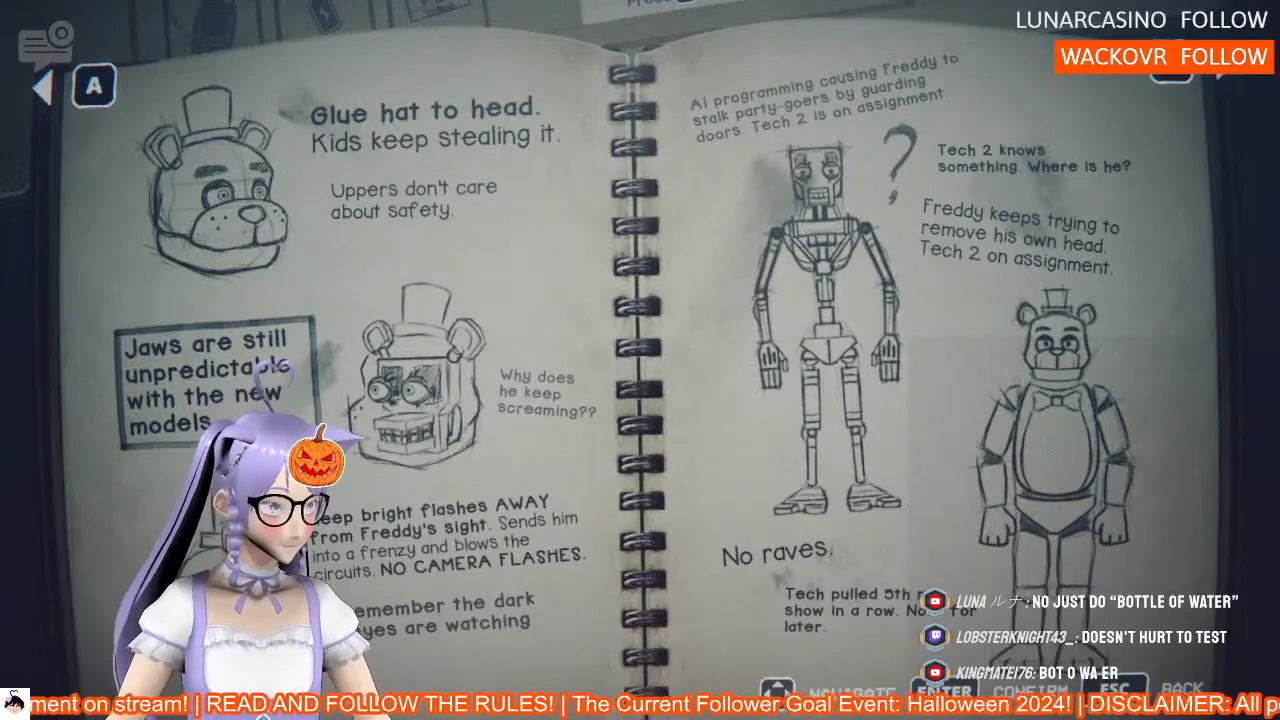 LUNARCASINO FOLLOW
WACKOVR FOLLOW
A
Glue hat to head.
Kids keep stealing it.
Uppers don't care
about safety.
Jaws are still
unpredictable
with the new
models.
Why does
he keep
screaming??
eep bright flashes AWAY
from Freddy's sight. Sends him
into a frenzy and blows the
circuits. NO CAMERA FLASHES.
emember the dark
yes are watching
AI programming causing Freddy to
stalk party-goers by guarding
doors. Tech 2 is on assignment.
?
Tech 2 knows
something. Where is he?
Freddy keeps trying to
remove his own head.
Tech 2 on assignment.
No raves.
Tech pulled 5th
show in a row. No for
later.
LUNA ルナ: NO JUST DO “BOTTLE OF WATER”
LOBSTERKNIGHT43_: DOESN'T HURT TO TEST
KINGMATEI76: BOT O WA ER
NAVIGATE ENTER CONFIRM ESC BACK
ment on stream! | READ AND FOLLOW THE RULES! | The Current Follower Goal Event: Halloween 2024! | DISCLAIMER: All p